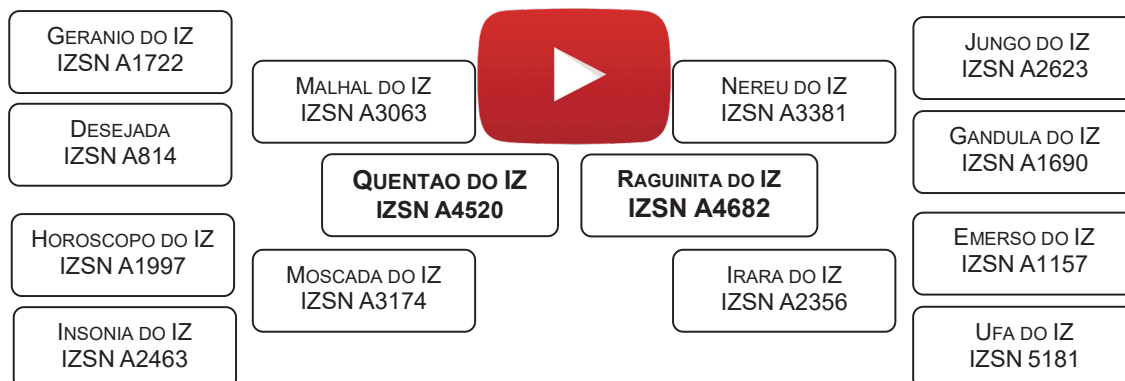 GERANIO DO IZ
IZSN A1722
DESEJADA
IZSN A814
HOROSCOPO DO IZ
IZSN A1997
INSONIA DO IZ
IZSN A2463
MALHAL DO IZ
IZSN A3063
MOSCADA DO IZ
IZSN A3174
QUENTAO DO IZ
IZSN A4520
RAGUINITA DO IZ
IZSN A4682
NEREU DO IZ
IZSN A3381
IRARA DO IZ
IZSN A2356
JUNGO DO IZ
IZSN A2623
GANDULA DO IZ
IZSN A1690
EMERSO DO IZ
IZSN A1157
UFA DO IZ
IZSN 5181